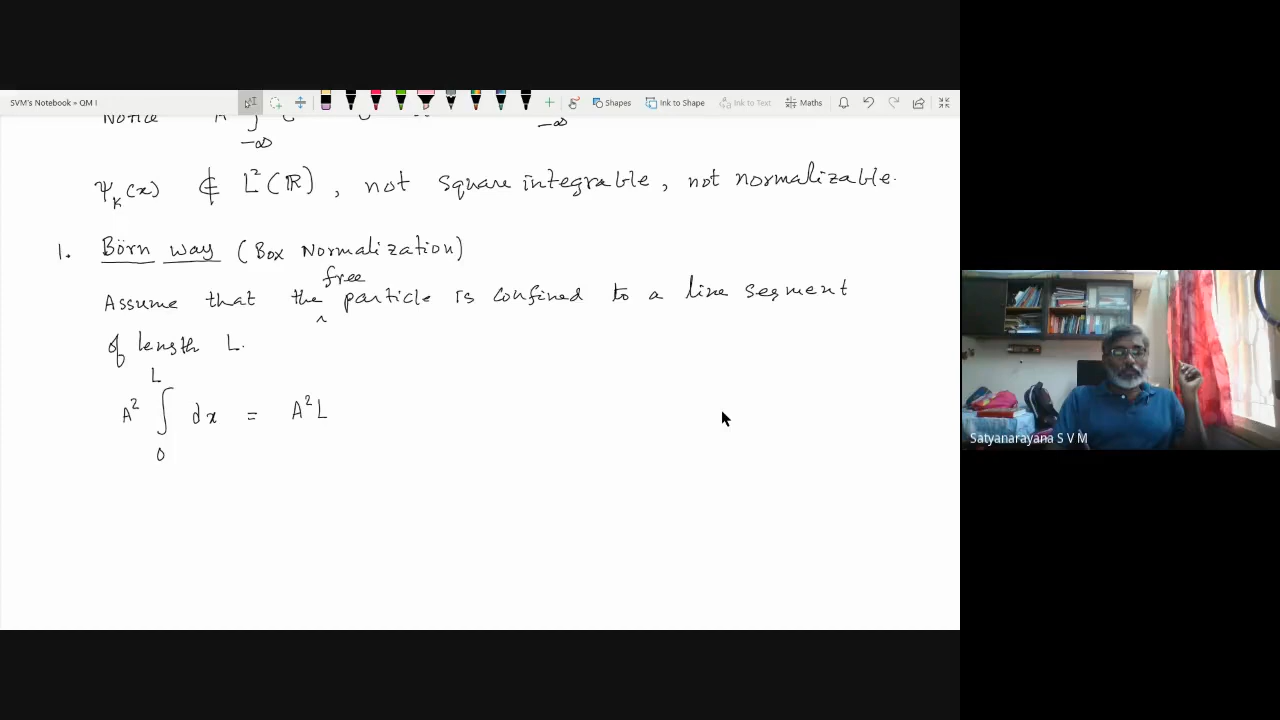 SVM's Notebook » QM I
Shapes Ink to Shape Ink to Text Maths
Notice
-∞ -∞
Ψ_K(x) ∉ L²(ℝ), not square integrable, not normalizable.
1. Börn way (Box Normalization)
free
Assume that the ^ particle is confined to a line segment
of length L.
L
A² ∫ dx = A²L
0
Satyanarayana S V M